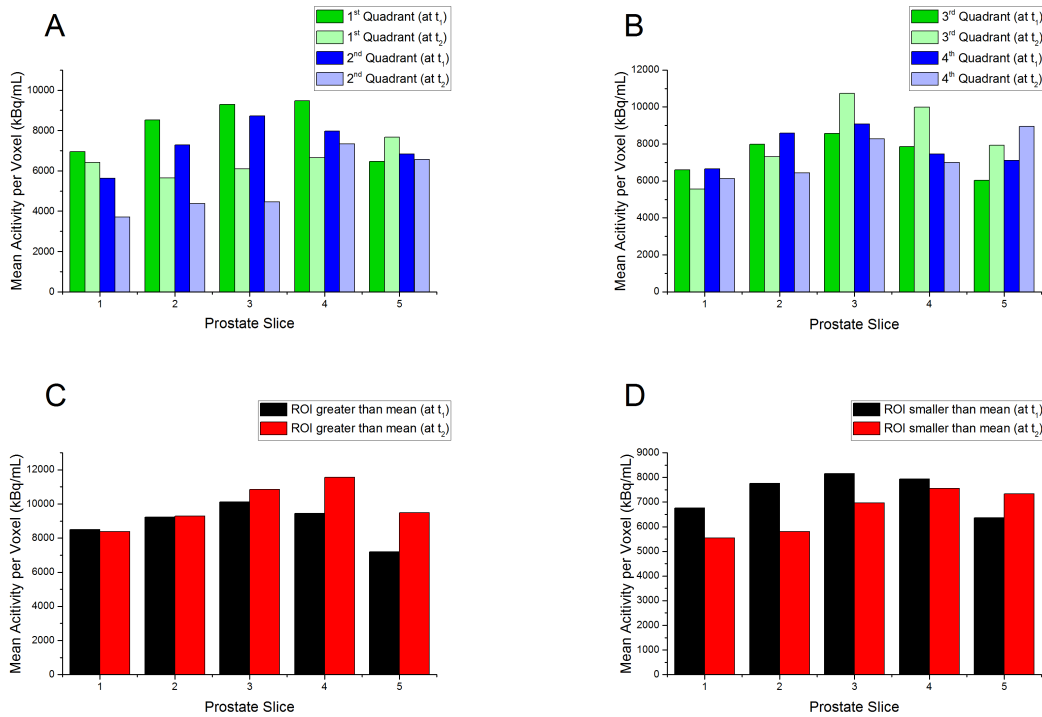 A
1st Quadrant (at t1)
1st Quadrant (at t2)
2nd Quadrant (at t1)
2nd Quadrant (at t2)
Mean Acitivity per Voxel (kBq/mL)
10000
8000
6000
4000
2000
0
1 2 3 4 5
Prostate Slice
B
3rd Quadrant (at t1)
3rd Quadrant (at t2)
4th Quadrant (at t1)
4th Quadrant (at t2)
Mean Acitivity per Voxel (kBq/mL)
12000
10000
8000
6000
4000
2000
0
1 2 3 4 5
Prostate Slice
C
ROI greater than mean (at t1)
ROI greater than mean (at t2)
Mean Acitivity per Voxel (kBq/mL)
12000
10000
8000
6000
4000
2000
0
1 2 3 4 5
Prostate Slice
D
ROI smaller than mean (at t1)
ROI smaller than mean (at t2)
Mean Acitivity per Voxel (kBq/mL)
9000
8000
7000
6000
5000
4000
3000
2000
1000
0
1 2 3 4 5
Prostate Slice